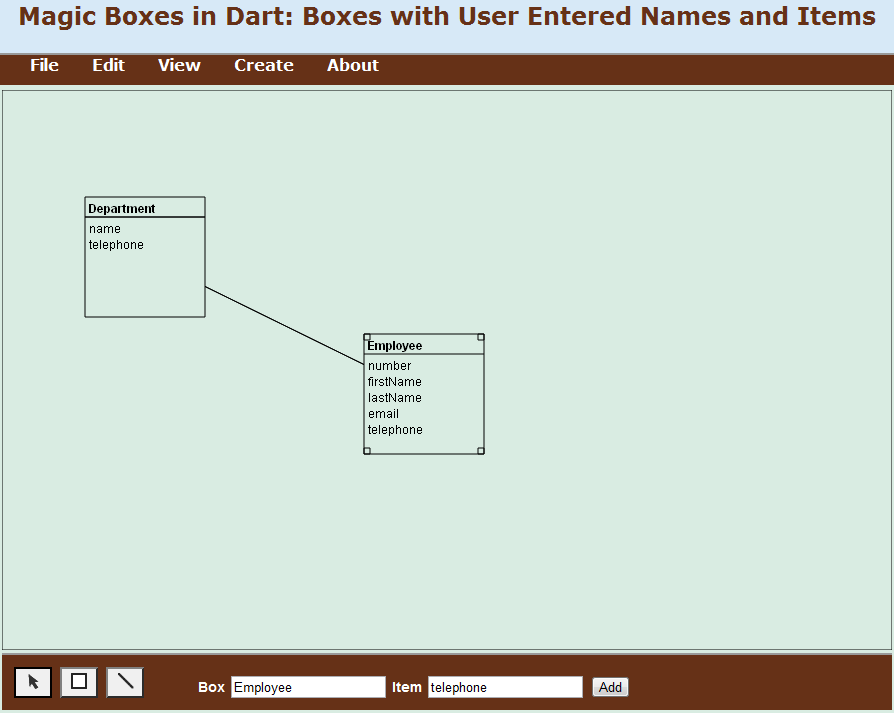 Magic Boxes in Dart: Boxes with User Entered Names and Items
File Edit View Create About
Department
name
telephone
Employee
number
firstName
lastName
email
telephone
Box Employee Item telephone Add